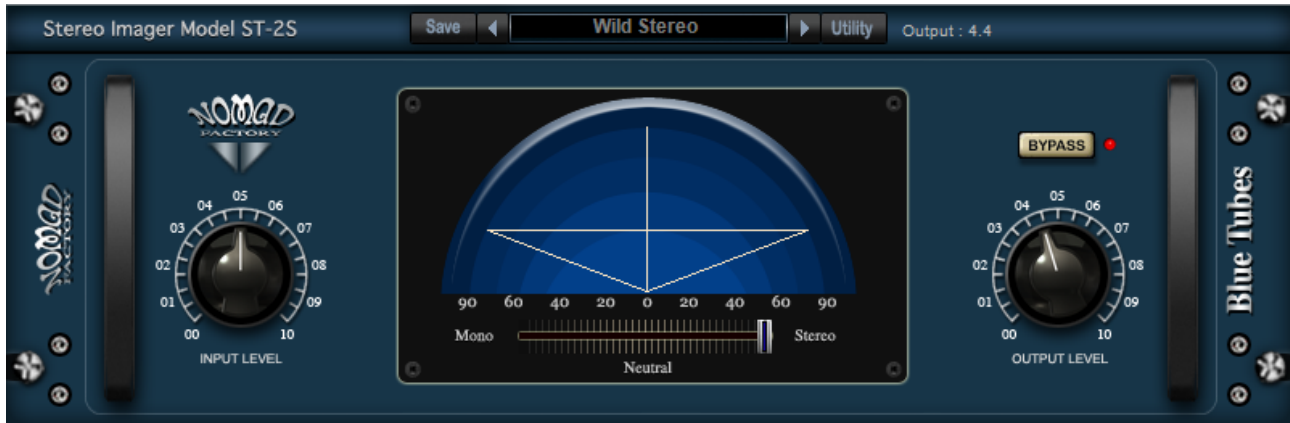 Stereo Imager Model ST-2S
Save
Wild Stereo
Utility
Output : 4.4
NOMAD
FACTORY
NOMAD
FACTORY
05
04 06
03 07
02 08
01 09
00 10
INPUT LEVEL
90 60 40 20 0 20 40 60 90
Mono Stereo
Neutral
BYPASS
05
04 06
03 07
02 08
01 09
00 10
OUTPUT LEVEL
Blue Tubes